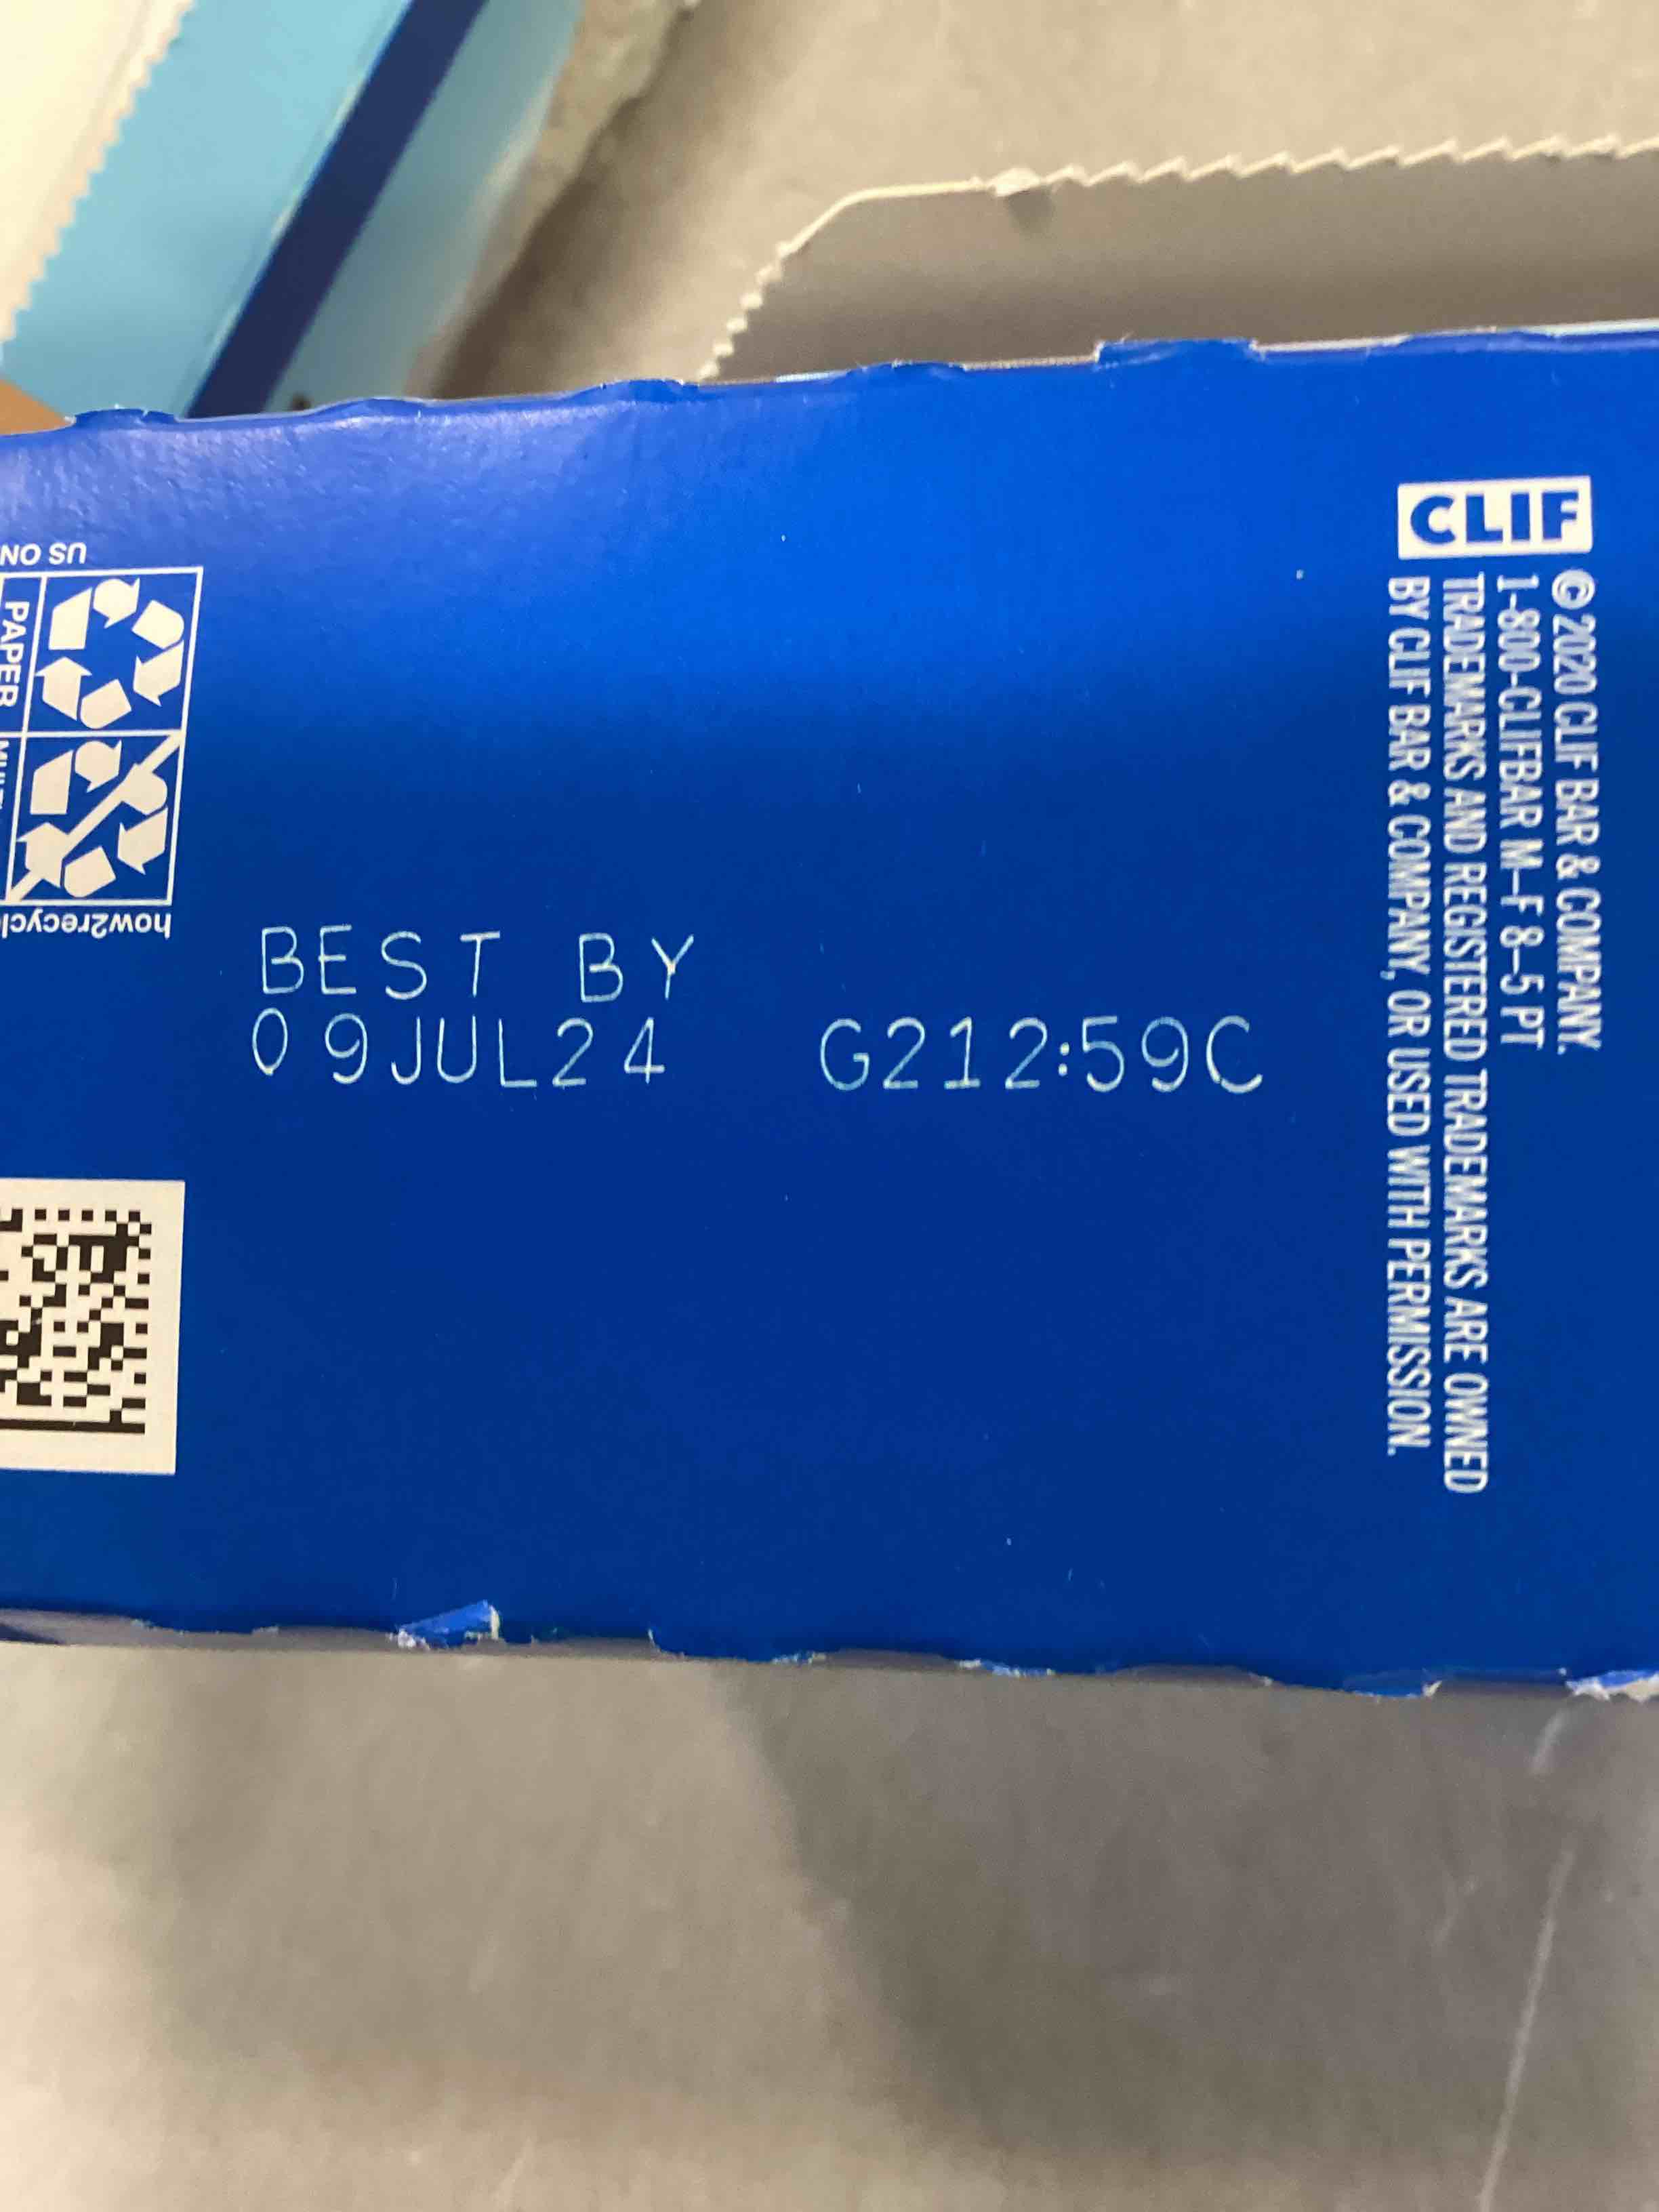 US ON
PAPER
how2recycl
BEST BY
09JUL24 G212:59C
CLIF
© 2020 CLIF BAR & COMPANY.
1-800-CLIFBAR M–F 8–5 PT
TRADEMARKS AND REGISTERED TRADEMARKS ARE OWNED
BY CLIF BAR & COMPANY, OR USED WITH PERMISSION.